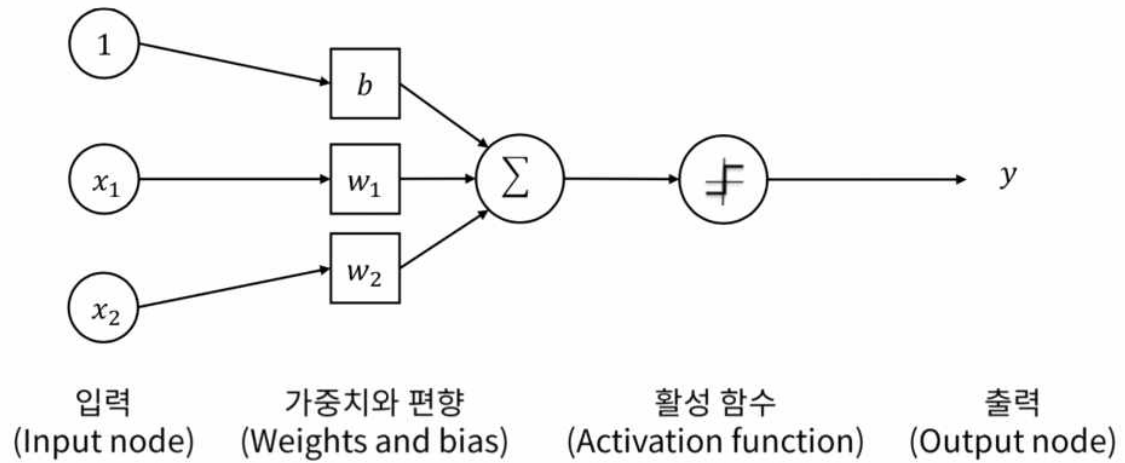 1
b
x₁
w₁
Σ
y
w₂
x₂
입력
(Input node)
가중치와 편향
(Weights and bias)
활성 함수
(Activation function)
출력
(Output node)